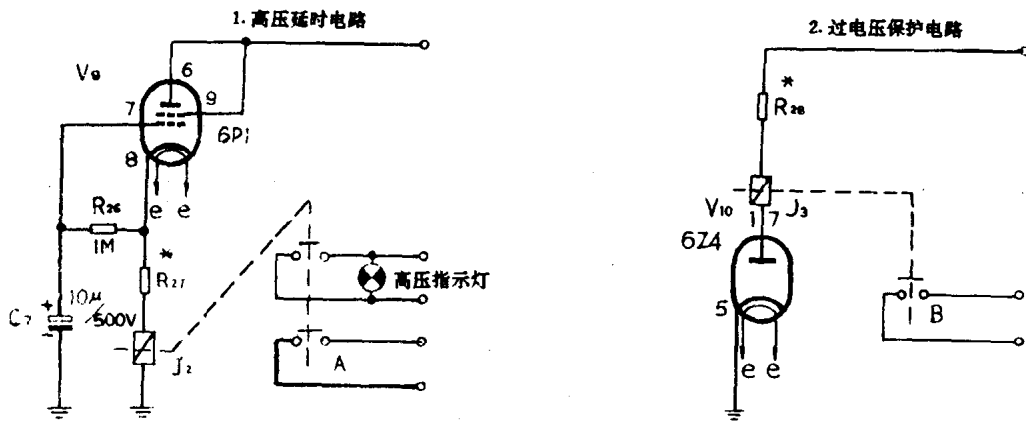 1.高压延时电路
2.过电压保护电路
V9
6
7
9
6P1
8
e e
R26
1M
*
R27
C7
+
10μ/500V
-
J2
高压指示灯
A
*
R28
V10
1 7
J3
6Z4
5
e e
B